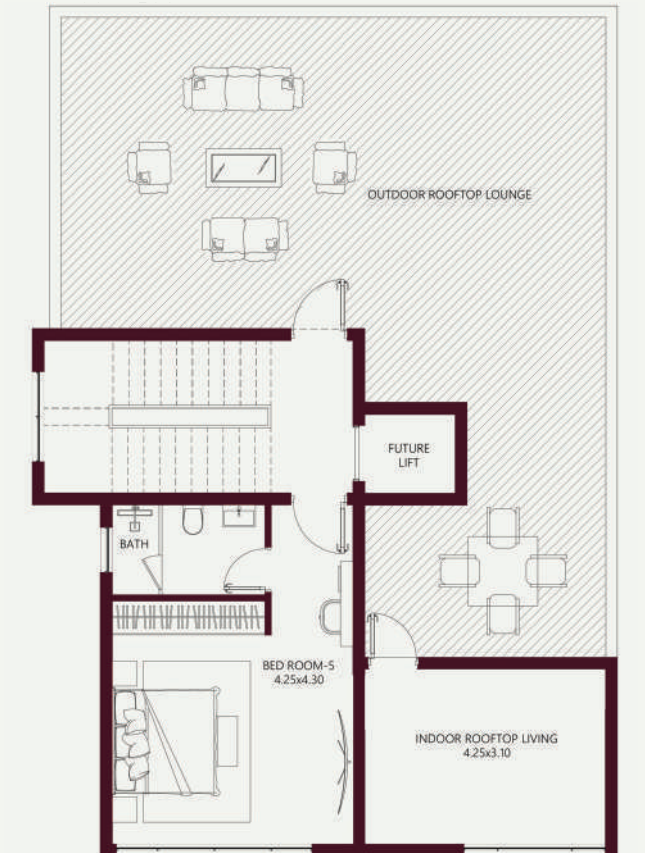 OUTDOOR ROOFTOP LOUNGE
FUTURE
LIFT
BATH
BED ROOM-5
4.25x4.30
INDOOR ROOFTOP LIVING
4.25x3.10